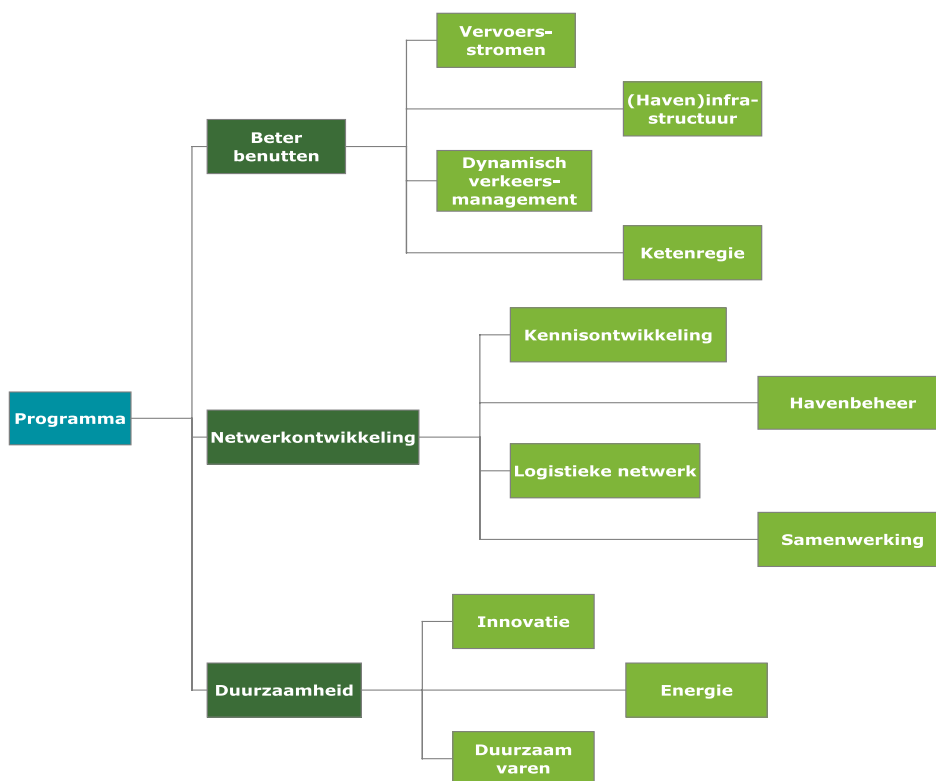 Vervoers-
stromen
(Haven)infra-
structuur
Beter
benutten
Dynamisch
verkeers-
management
Ketenregie
Kennisontwikkeling
Havenbeheer
Programma
Netwerkontwikkeling
Logistieke netwerk
Samenwerking
Innovatie
Duurzaamheid
Energie
Duurzaam
varen